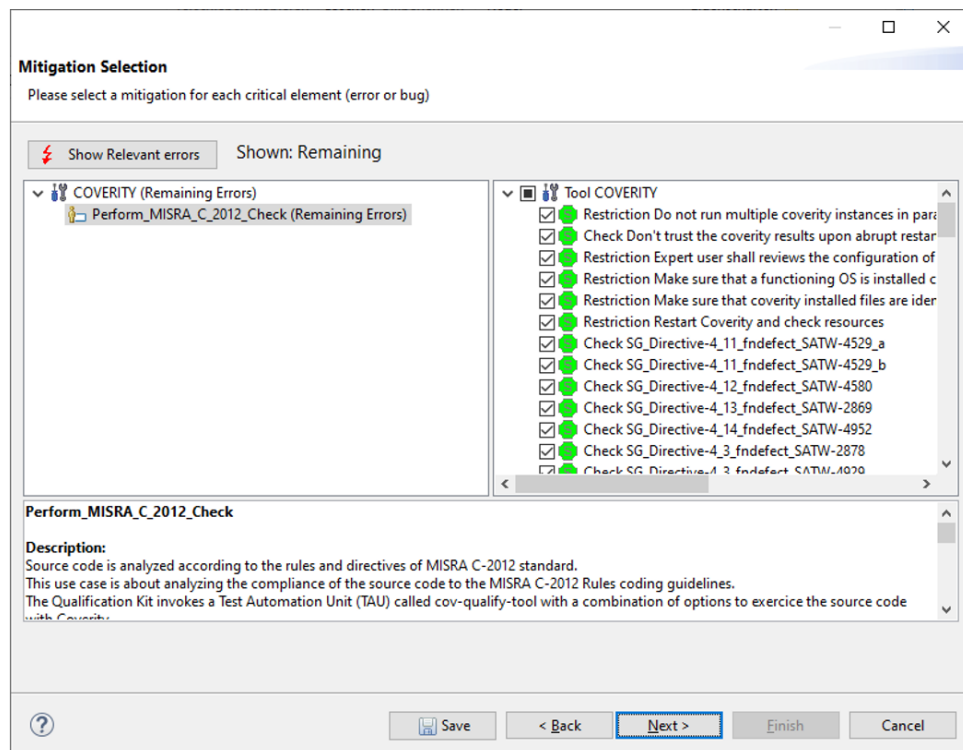 Mitigation Selection
Please select a mitigation for each critical element (error or bug)
Show Relevant errors
Shown: Remaining
COVERITY (Remaining Errors)
Perform_MISRA_C_2012_Check (Remaining Errors)
Tool COVERITY
Restriction Do not run multiple coverity instances in para
Check Don't trust the coverity results upon abrupt restar
Restriction Expert user shall reviews the configuration of
Restriction Make sure that a functioning OS is installed c
Restriction Make sure that coverity installed files are iden
Restriction Restart Coverity and check resources
Check SG_Directive-4_11_fndefect_SATW-4529_a
Check SG_Directive-4_11_fndefect_SATW-4529_b
Check SG_Directive-4_12_fndefect_SATW-4580
Check SG_Directive-4_13_fndefect_SATW-2869
Check SG_Directive-4_14_fndefect_SATW-4952
Check SG_Directive-4_3_fndefect_SATW-2878
Check SG_Directive-4_3_fndefect_SATW-4929
Perform_MISRA_C_2012_Check
Description:
Source code is analyzed according to the rules and directives of MISRA C-2012 standard.
This use case is about analyzing the compliance of the source code to the MISRA C-2012 Rules coding guidelines.
The Qualification Kit invokes a Test Automation Unit (TAU) called cov-qualify-tool with a combination of options to exercice the source code
with Coverity
Save
< Back
Next >
Finish
Cancel